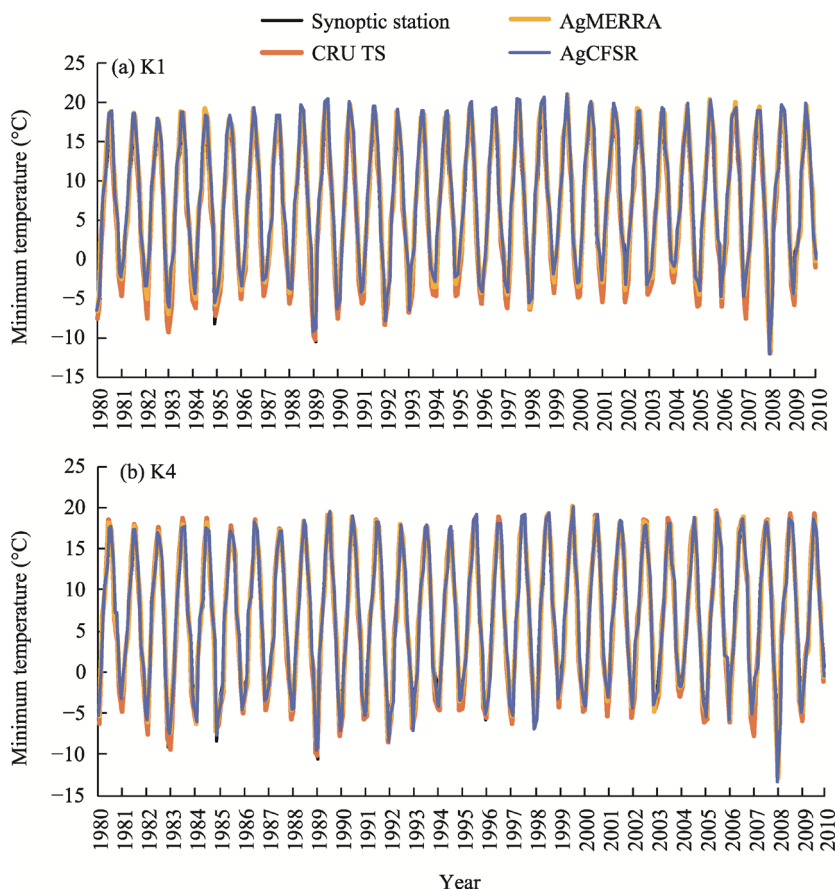 Synoptic station
AgMERRA
CRU TS
AgCFSR
(a) K1
Minimum temperature (°C)
25
20
15
10
5
0
−5
−10
−15
1980 1981 1982 1983 1984 1985 1986 1987 1988 1989 1990 1991 1992 1993 1994 1995 1996 1997 1998 1999 2000 2001 2002 2003 2004 2005 2006 2007 2008 2009 2010
(b) K4
Minimum temperature (°C)
25
20
15
10
5
0
−5
−10
−15
1980 1981 1982 1983 1984 1985 1986 1987 1988 1989 1990 1991 1992 1993 1994 1995 1996 1997 1998 1999 2000 2001 2002 2003 2004 2005 2006 2007 2008 2009 2010
Year